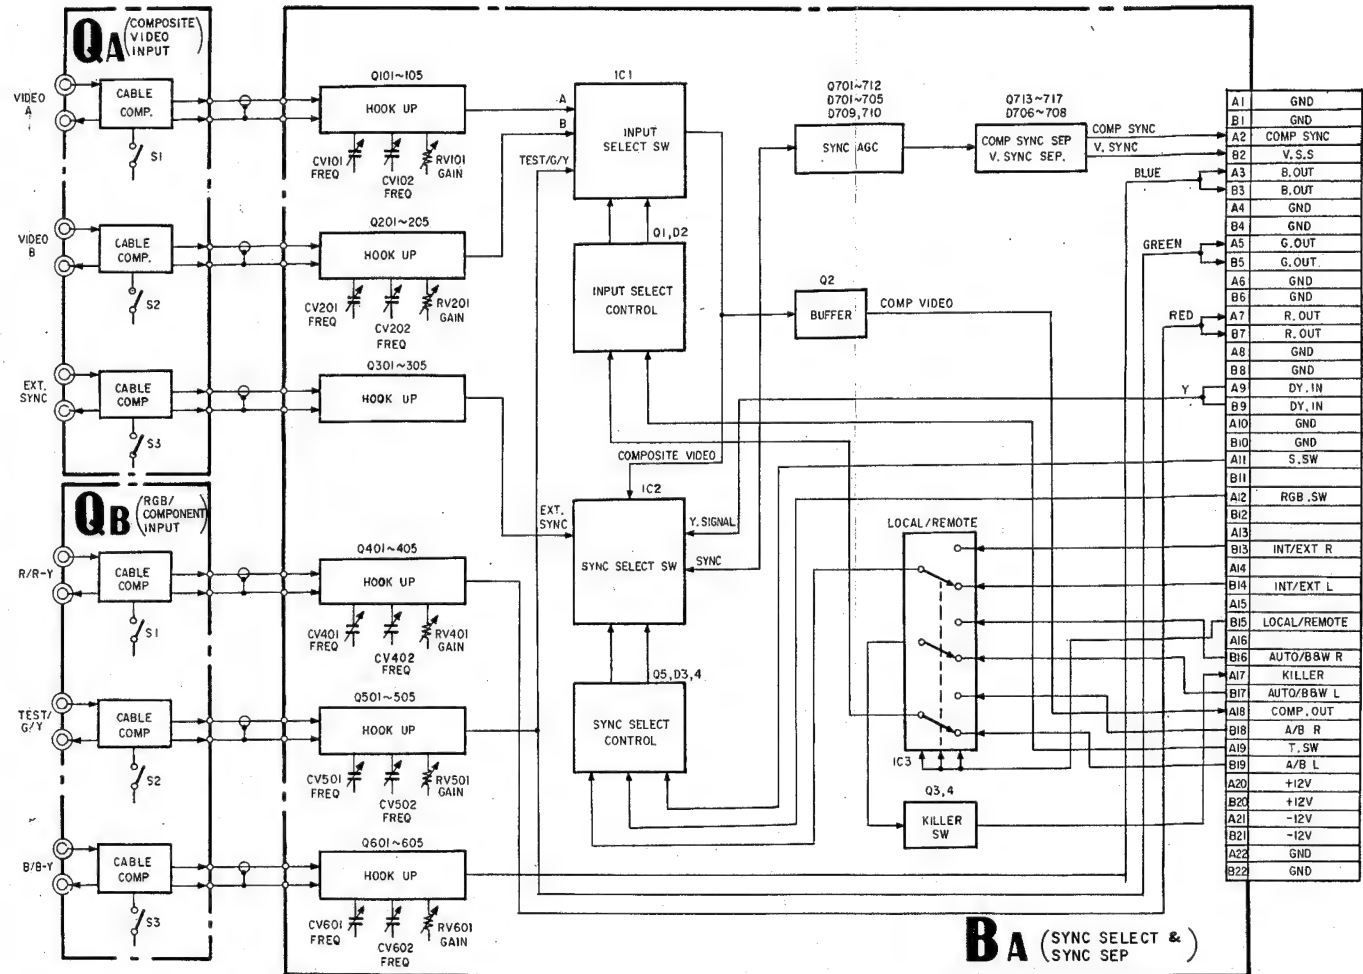 QA (COMPOSITE
VIDEO
INPUT)
VIDEO
A
CABLE
COMP.
S1
VIDEO
B
CABLE
COMP.
S2
EXT.
SYNC
CABLE
COMP
S3
QB (RGB/
COMPONENT
INPUT)
R/R-Y
CABLE
COMP
S1
TEST/
G/Y
CABLE
COMP
S2
B/B-Y
CABLE
COMP
S3
Q101~105
HOOK UP
CV101
FREQ
CV102
FREQ
RV101
GAIN
Q201~205
HOOK UP
CV201
FREQ
CV202
FREQ
RV201
GAIN
Q301~305
HOOK UP
Q401~405
HOOK UP
CV401
FREQ
CV402
FREQ
RV401
GAIN
Q501~505
HOOK UP
CV501
FREQ
CV502
FREQ
RV501
GAIN
Q601~605
HOOK UP
CV601
FREQ
CV602
FREQ
RV601
GAIN
A
B
TEST/G/Y
IC1
INPUT
SELECT SW
Q1,D2
INPUT SELECT
CONTROL
COMPOSITE VIDEO
IC2
EXT.
SYNC
SYNC SELECT SW
Y.SIGNAL
SYNC
Q5,D3,4
SYNC SELECT
CONTROL
Q701~712
D701~705
D709,710
SYNC AGC
Q713~717
D706~708
COMP SYNC SEP
V. SYNC SEP.
COMP SYNC
V. SYNC
Q2
BUFFER
COMP VIDEO
BLUE
GREEN
RED
Y
LOCAL/REMOTE
IC3
Q3,4
KILLER
SW
BA (SYNC SELECT &
SYNC SEP)
A1 GND
B1 GND
A2 COMP SYNC
B2 V.S.S
A3 B.OUT
B3 B.OUT
A4 GND
B4 GND
A5 G.OUT
B5 G.OUT.
A6 GND
B6 GND
A7 R.OUT
B7 R.OUT
A8 GND
B8 GND
A9 DY.IN
B9 DY.IN
A10 GND
B10 GND
A11 S.SW
B11
A12 RGB.SW
B12
A13
B13 INT/EXT R
A14
B14 INT/EXT L
A15
B15 LOCAL/REMOTE
A16
B16 AUTO/B&W R
A17 KILLER
B17 AUTO/B&W L
A18 COMP.OUT
B18 A/B R
A19 T.SW
B19 A/B L
A20 +12V
B20 +12V
A21 -12V
B21 -12V
A22 GND
B22 GND